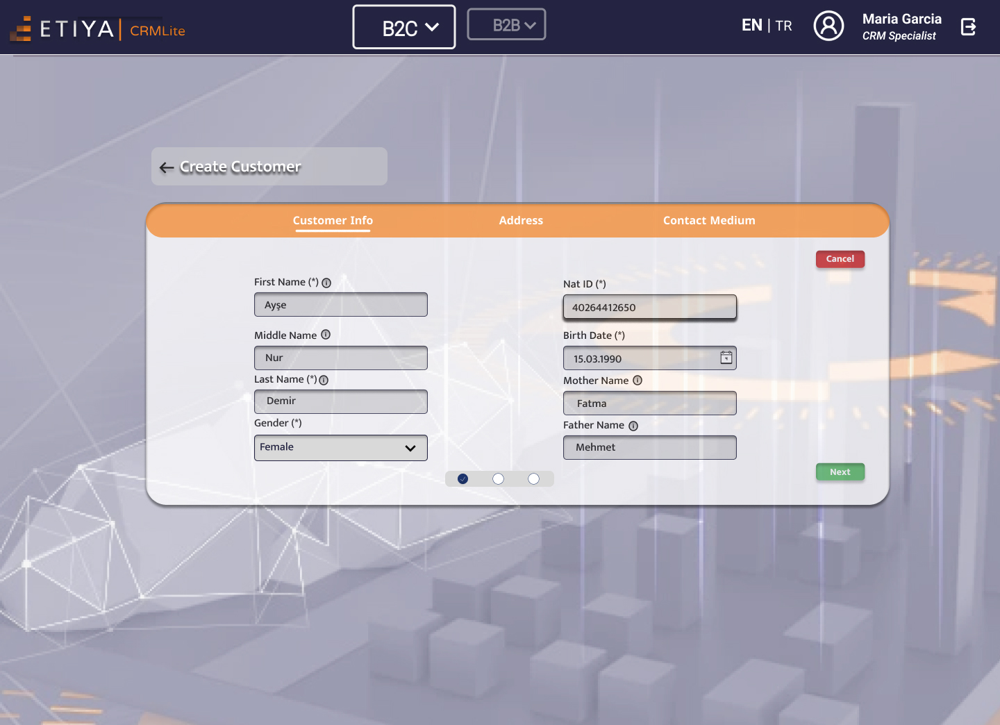 ETIYA | CRMLite
B2C
B2B
EN | TR
Maria Garcia
CRM Specialist
Create Customer
Customer Info
Address
Contact Medium
Cancel
First Name (*)
Ayşe
Middle Name
Nur
Last Name (*)
Demir
Gender (*)
Female
Nat ID (*)
40264412650
Birth Date (*)
15.03.1990
Mother Name
Fatma
Father Name
Mehmet
Next